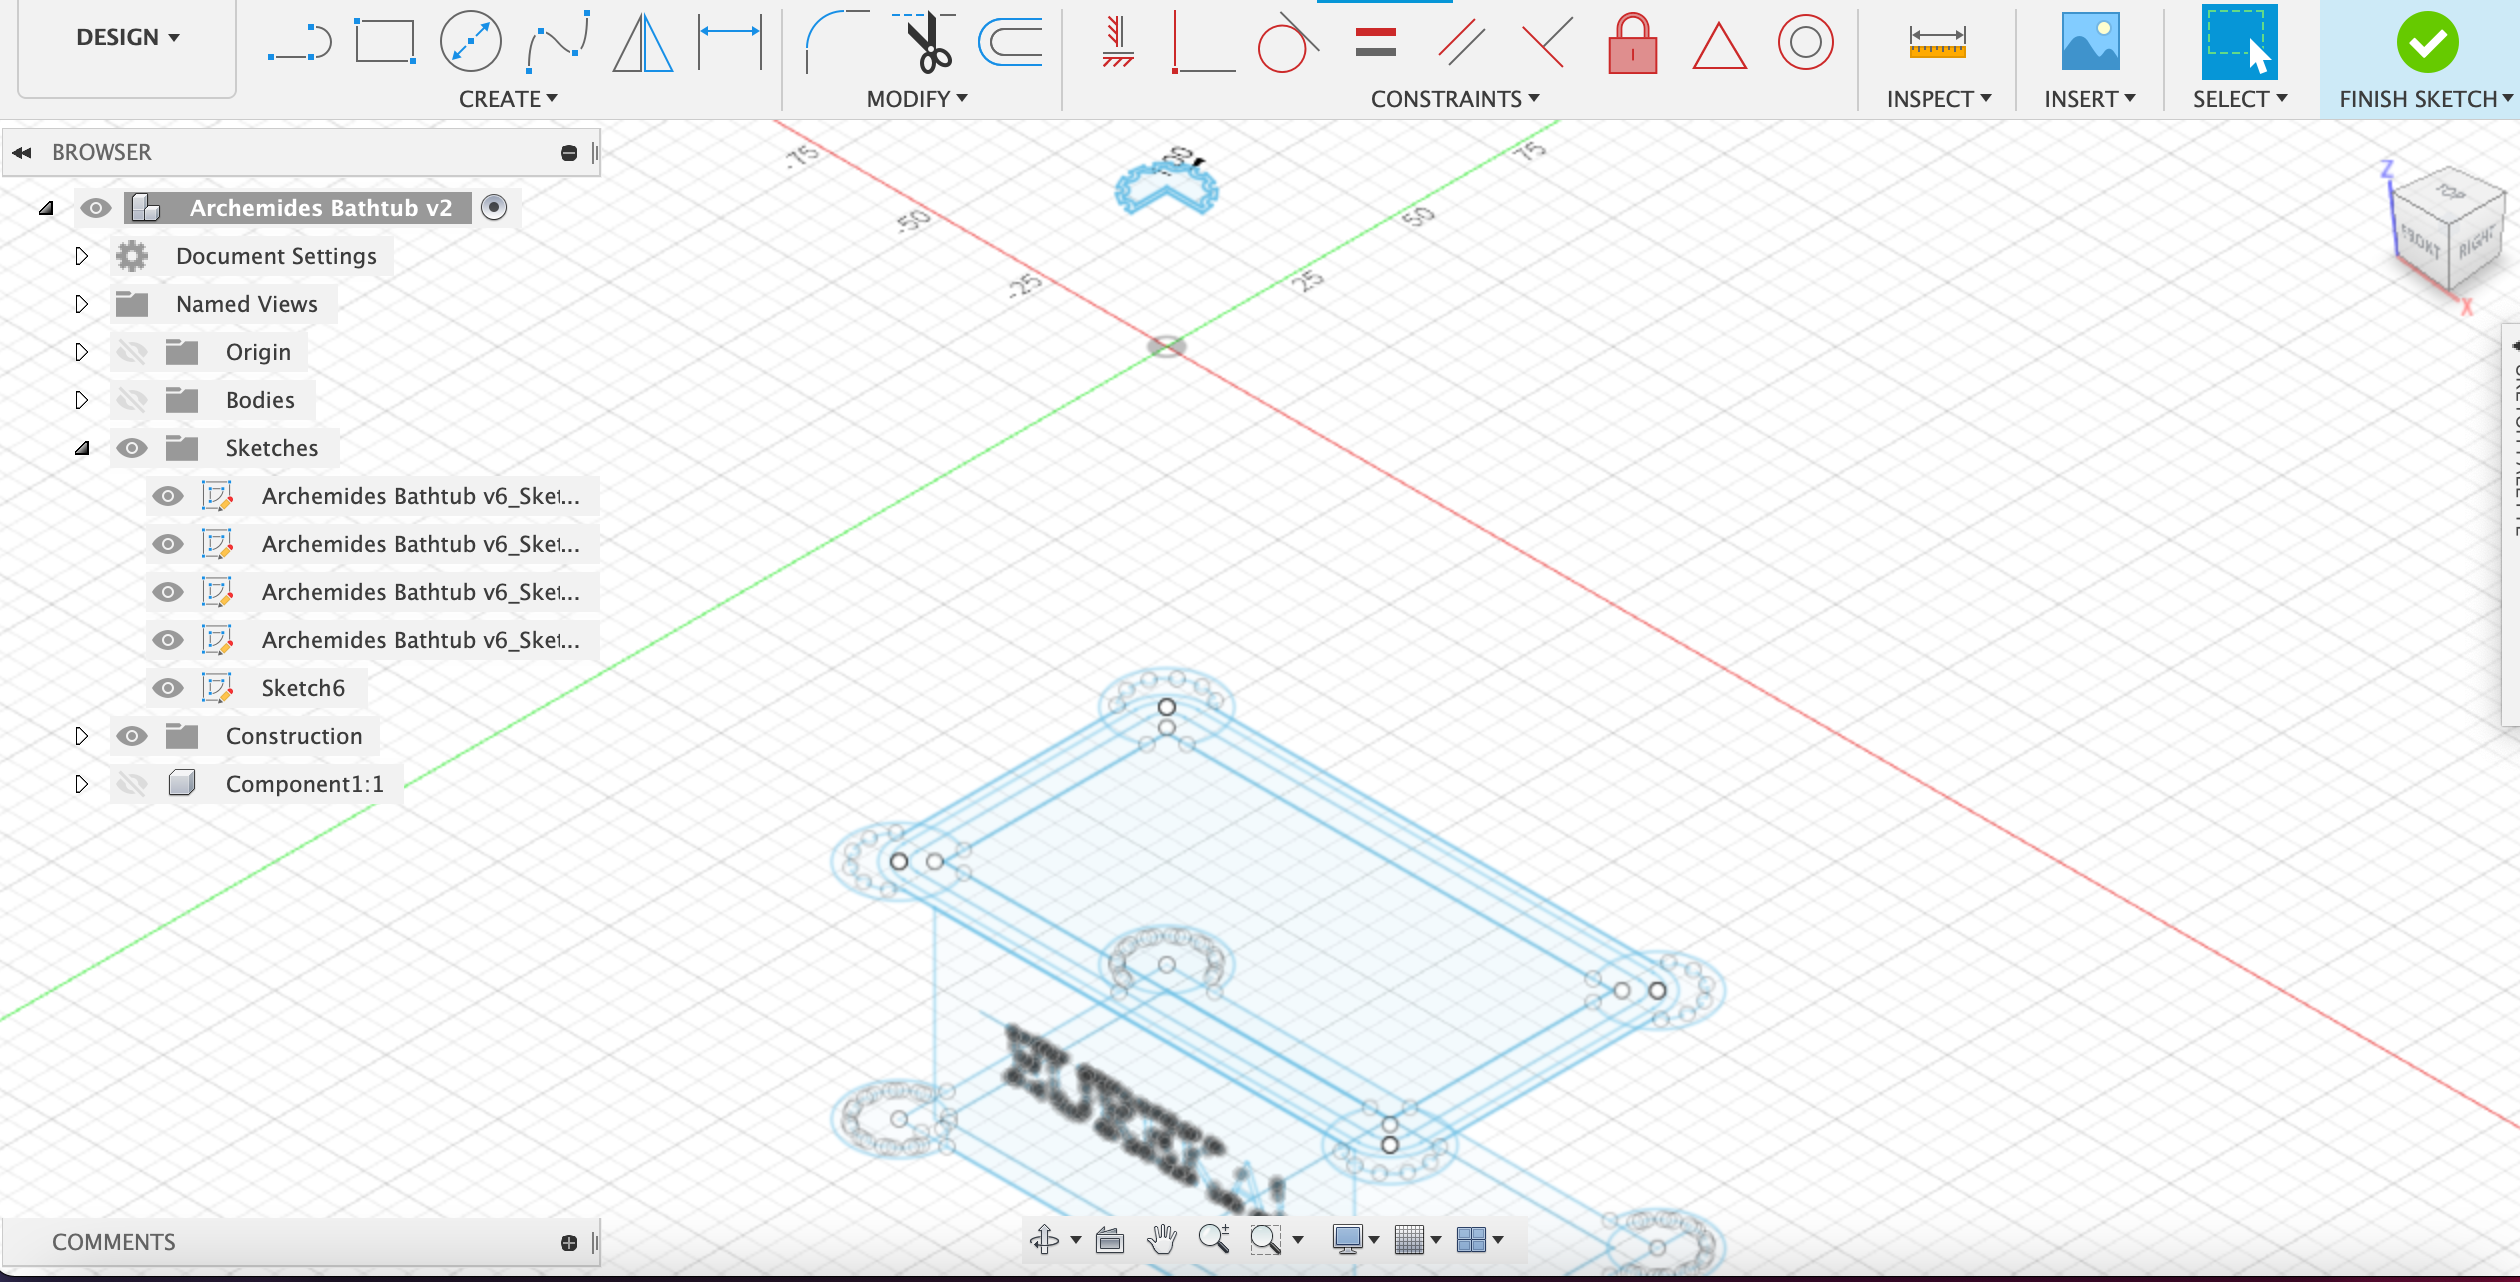 DESIGN
CREATE
MODIFY
CONSTRAINTS
INSPECT
INSERT
SELECT
FINISH SKETCH
BROWSER
Archemides Bathtub v2
Document Settings
Named Views
Origin
Bodies
Sketches
Archemides Bathtub v6_Sket...
Archemides Bathtub v6_Sket...
Archemides Bathtub v6_Sket...
Archemides Bathtub v6_Sket...
Sketch6
Construction
Component1:1
-75
-50
-25
75
50
25
Z
TOP
FRONT
RIGHT
X
COMMENTS